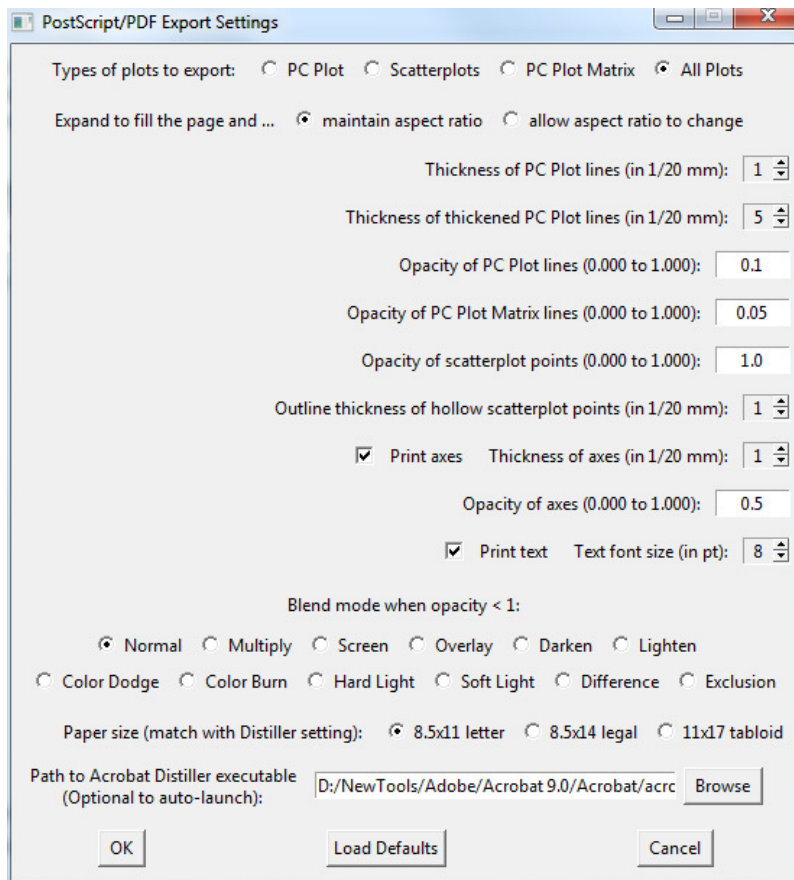 PostScript/PDF Export Settings
Types of plots to export: PC Plot Scatterplots PC Plot Matrix All Plots
Expand to fill the page and ... maintain aspect ratio allow aspect ratio to change
Thickness of PC Plot lines (in 1/20 mm): 1
Thickness of thickened PC Plot lines (in 1/20 mm): 5
Opacity of PC Plot lines (0.000 to 1.000): 0.1
Opacity of PC Plot Matrix lines (0.000 to 1.000): 0.05
Opacity of scatterplot points (0.000 to 1.000): 1.0
Outline thickness of hollow scatterplot points (in 1/20 mm): 1
Print axes Thickness of axes (in 1/20 mm): 1
Opacity of axes (0.000 to 1.000): 0.5
Print text Text font size (in pt): 8
Blend mode when opacity < 1:
Normal Multiply Screen Overlay Darken Lighten
Color Dodge Color Burn Hard Light Soft Light Difference Exclusion
Paper size (match with Distiller setting): 8.5x11 letter 8.5x14 legal 11x17 tabloid
Path to Acrobat Distiller executable
(Optional to auto-launch): D:/NewTools/Adobe/Acrobat 9.0/Acrobat/acrc Browse
OK Load Defaults Cancel